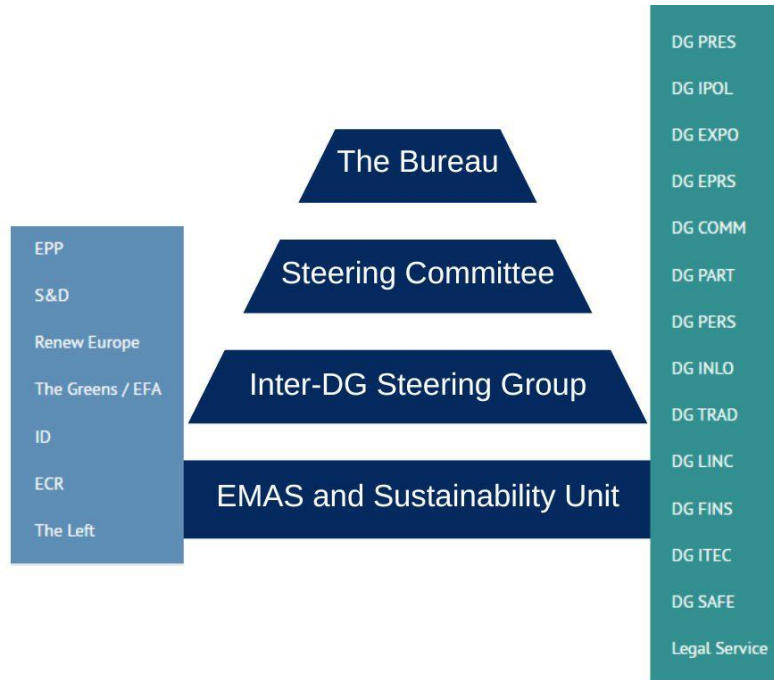 EPP
S&D
Renew Europe
The Greens / EFA
ID
ECR
The Left
The Bureau
Steering Committee
Inter-DG Steering Group
EMAS and Sustainability Unit
DG PRES
DG IPOL
DG EXPO
DG EPRS
DG COMM
DG PART
DG PERS
DG INLO
DG TRAD
DG LINC
DG FINS
DG ITEC
DG SAFE
Legal Service